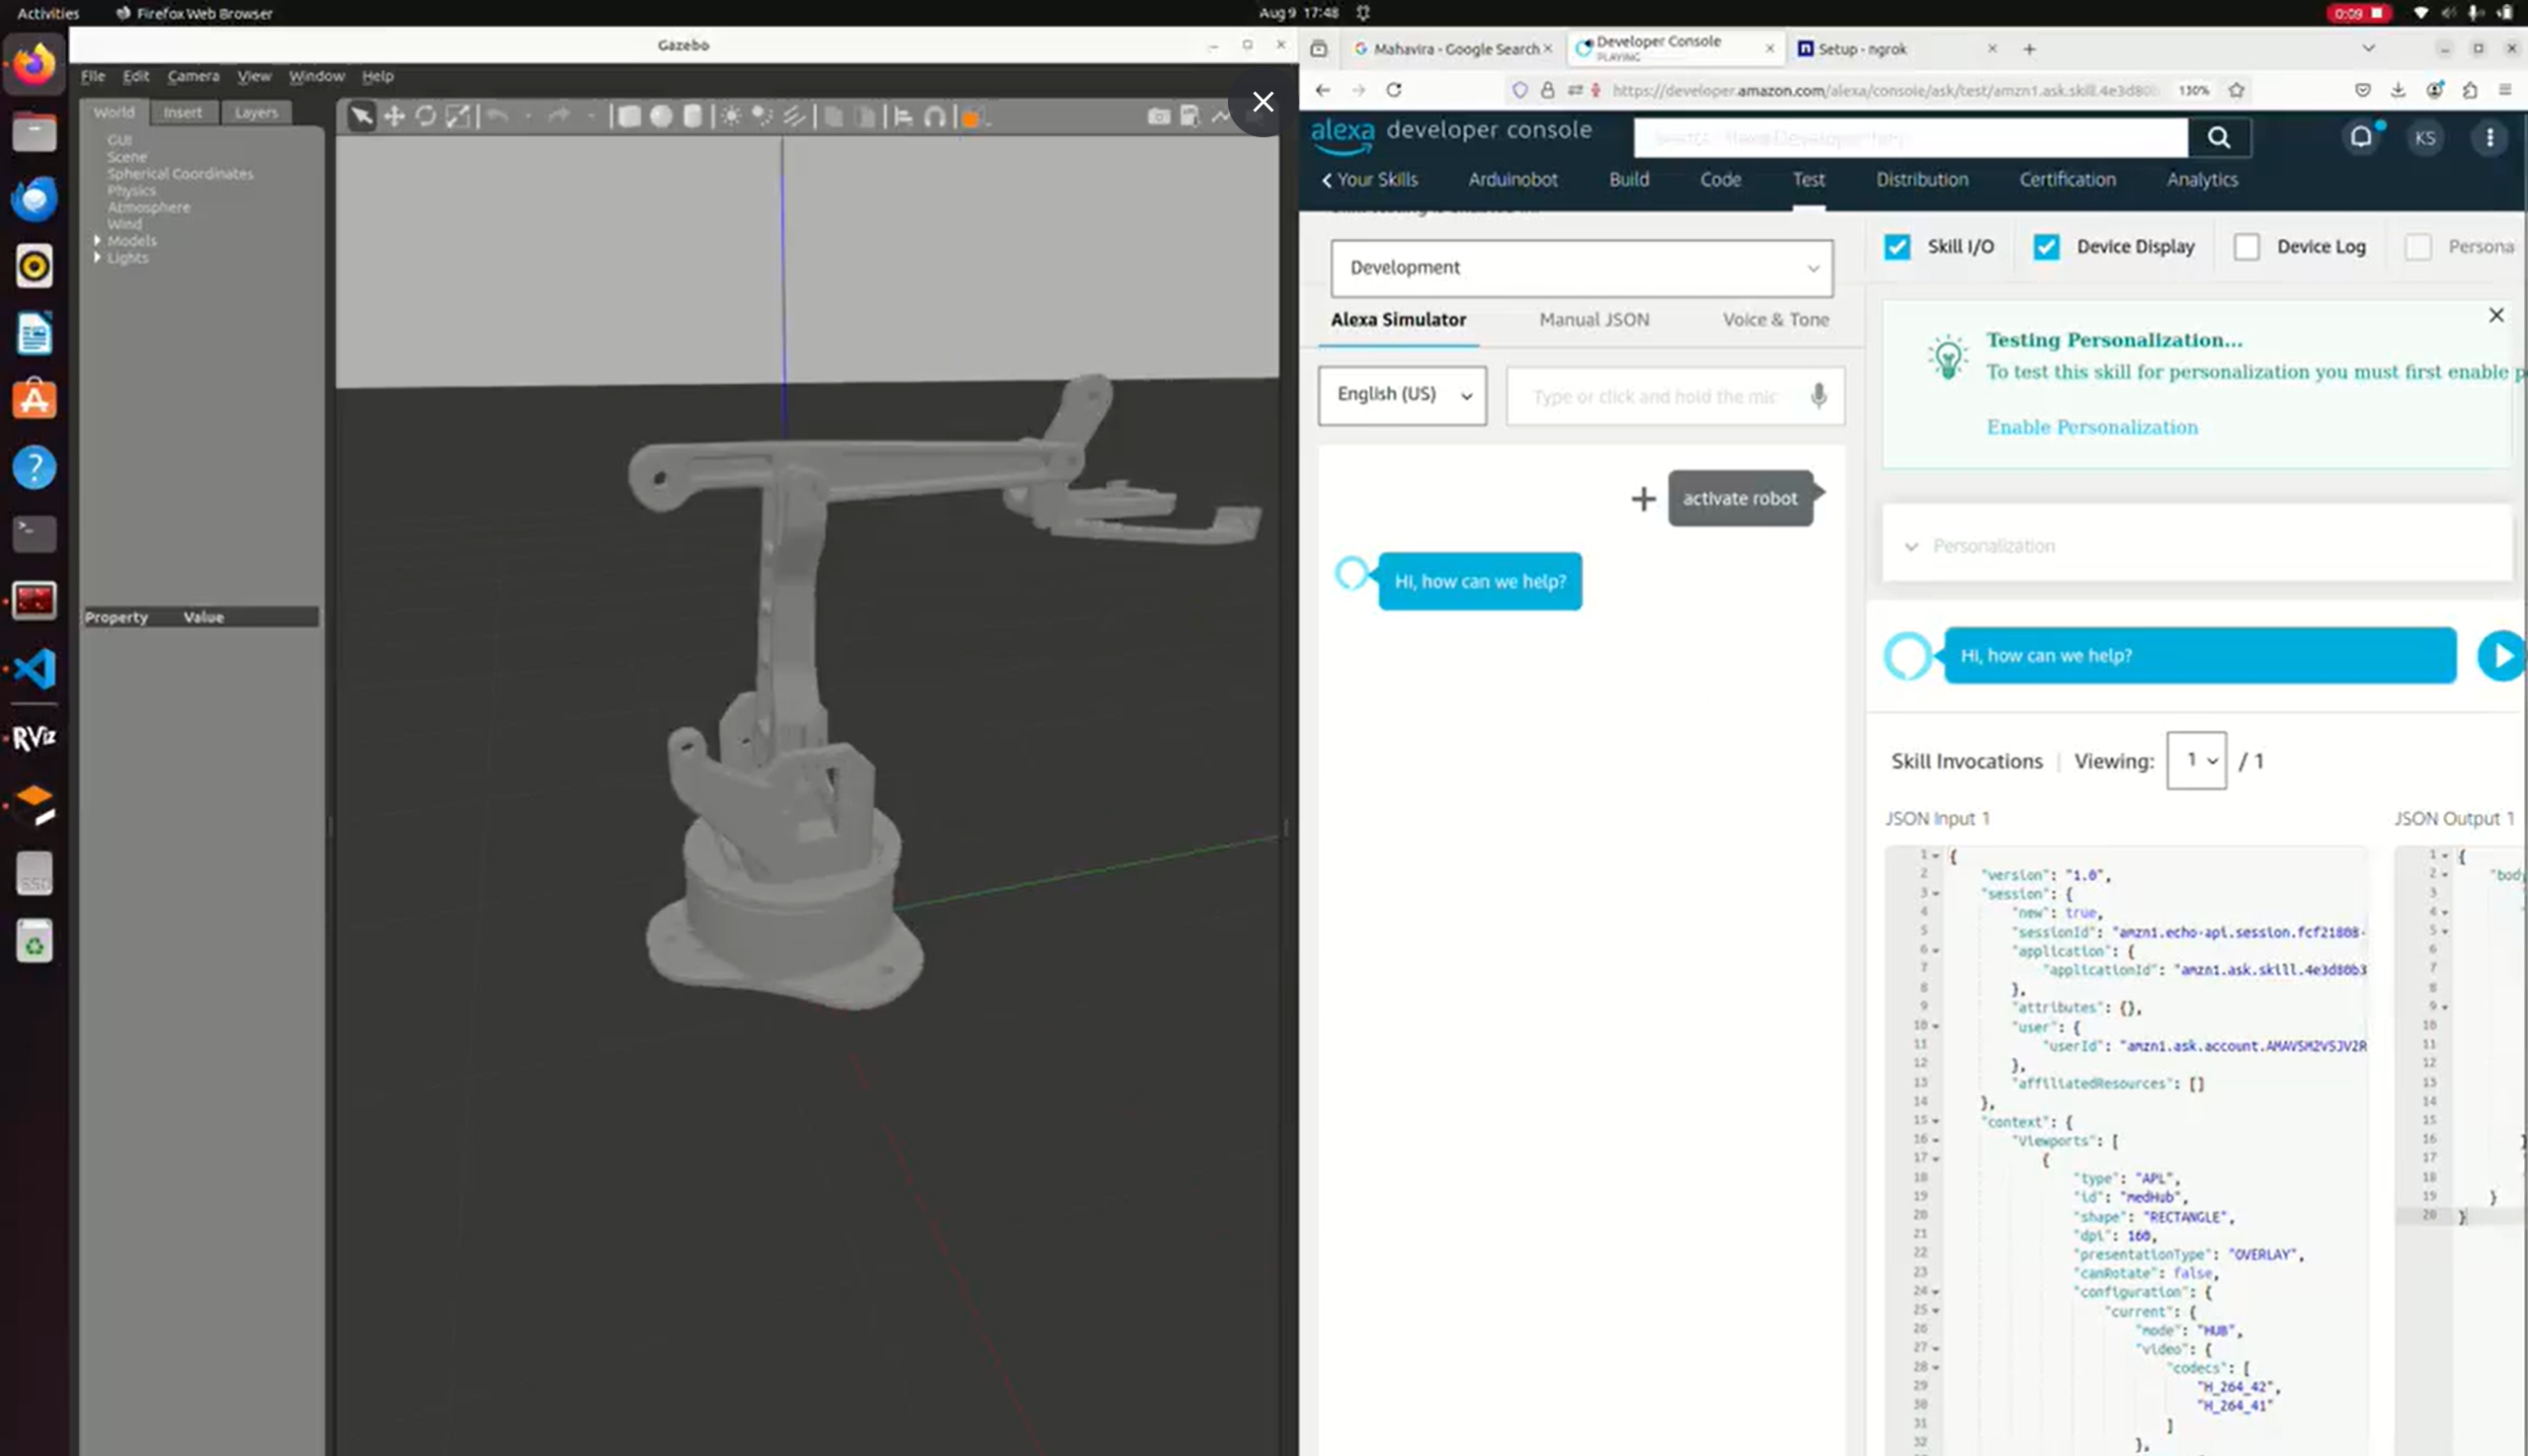 Activities Firefox Web Browser
Aug 9 17:48
0:09
Gazebo
File Edit Camera View Window Help
World Insert Layers
GUI
Scene
Spherical Coordinates
Physics
Atmosphere
Wind
Models
Lights
Property Value
RViz
SSD
Mahavira - Google Search
Developer Console
PLAYING
Setup - ngrok
https://developer.amazon.com/alexa/console/ask/test/amzn1.ask.skill.4e3d80b
130%
alexa developer console
KS
Your Skills Arduinobot Build Code Test Distribution Certification Analytics
Development
Alexa Simulator Manual JSON Voice & Tone
English (US)
Type or click and hold the mic
activate robot
Hi, how can we help?
Skill I/O Device Display Device Log Persona
Testing Personalization...
To test this skill for personalization you must first enable p
Enable Personalization
Personalization
Hi, how can we help?
Skill Invocations Viewing: 1 / 1
JSON Input 1
1 {
2 "version": "1.0",
3 "session": {
4 "new": true,
5 "sessionId": "amzn1.echo-api.session.fcf21808-
6 "application": {
7 "applicationId": "amzn1.ask.skill.4e3d80b3
8 },
9 "attributes": {},
10 "user": {
11 "userId": "amzn1.ask.account.AMAVSM2VSJV2R
12 },
13 "affiliatedResources": []
14 },
15 "context": {
16 "Viewports": [
17 {
18 "type": "APL",
19 "id": "medHub",
20 "shape": "RECTANGLE",
21 "dpi": 160,
22 "presentationType": "OVERLAY",
23 "canRotate": false,
24 "configuration": {
25 "current": {
26 "mode": "HUB",
27 "video": {
28 "codecs": [
29 "H_264_42",
30 "H_264_41"
31 ]
32 },
JSON Output 1
1 {
2 "body
3
4
5
6
7
8
9
10
11
12
13
14
15
16 }
17
18
19 }
20 }